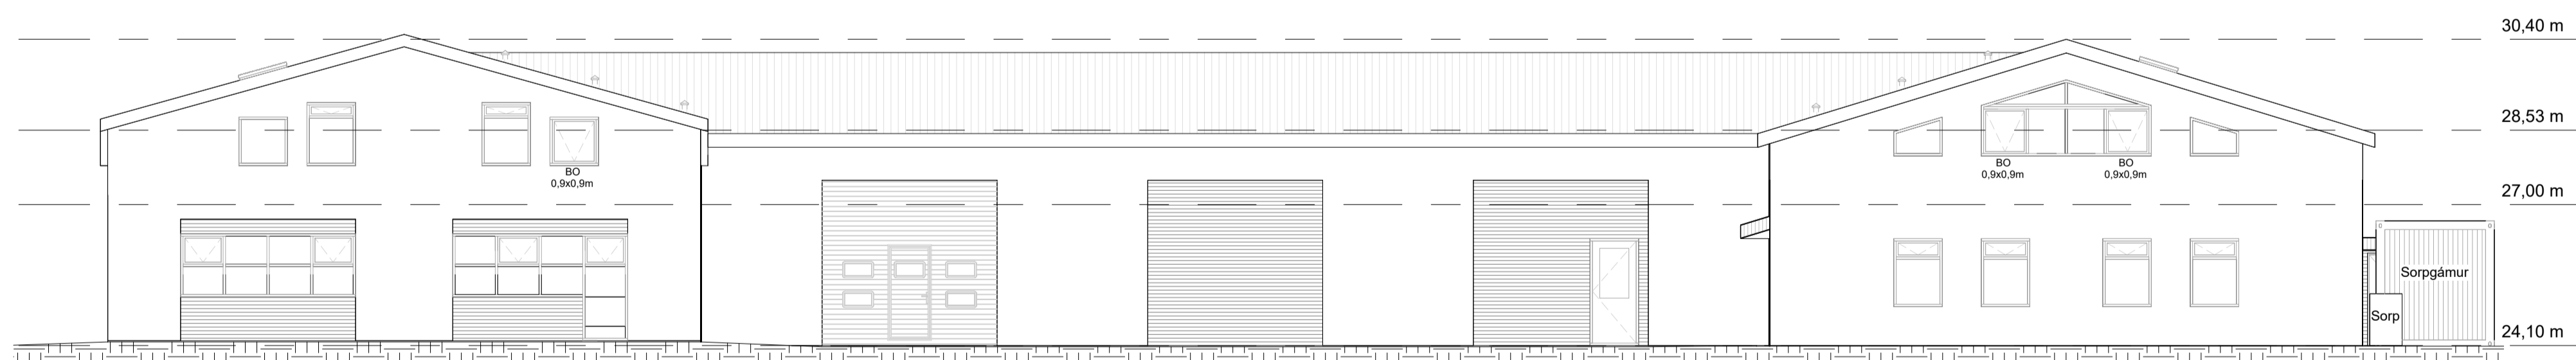 30,40 m
28,53 m
BO
0,9x0,9m
BO
0,9x0,9m
BO
0,9x0,9m
27,00 m
Sorpgámur
Sorp
24,10 m